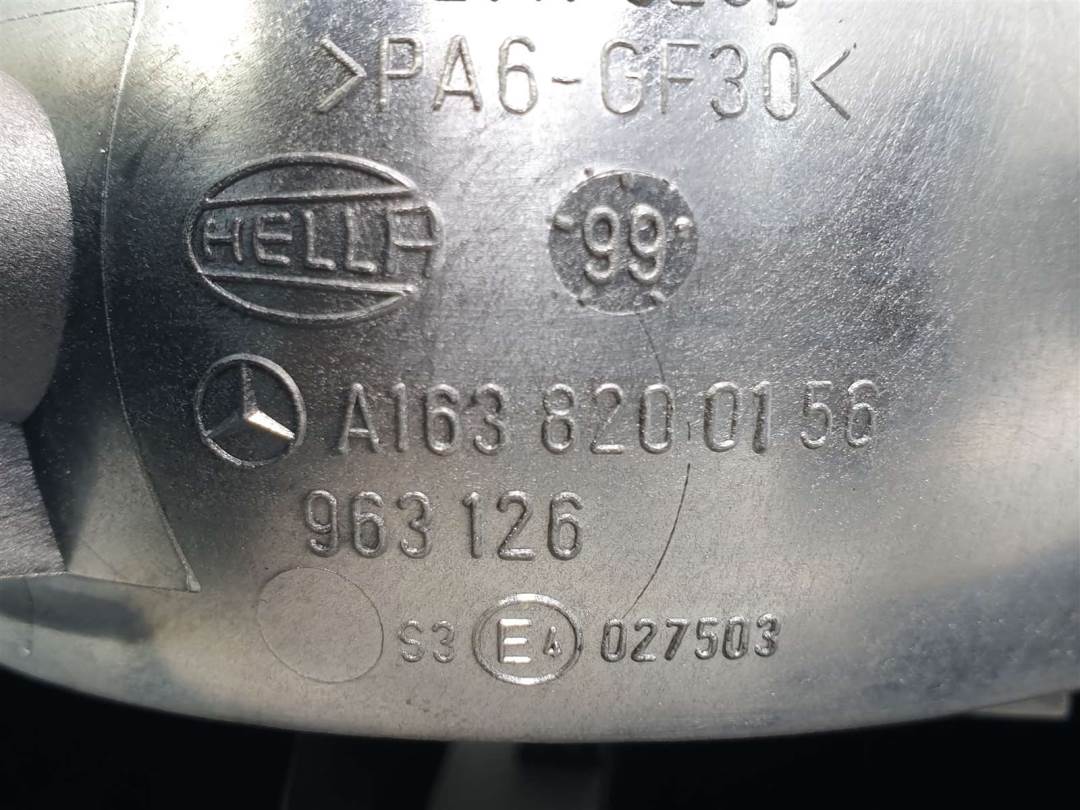 >PA6-GF30<
HELLA
99
A163 820 01 56
963 126
S3 E4 027503